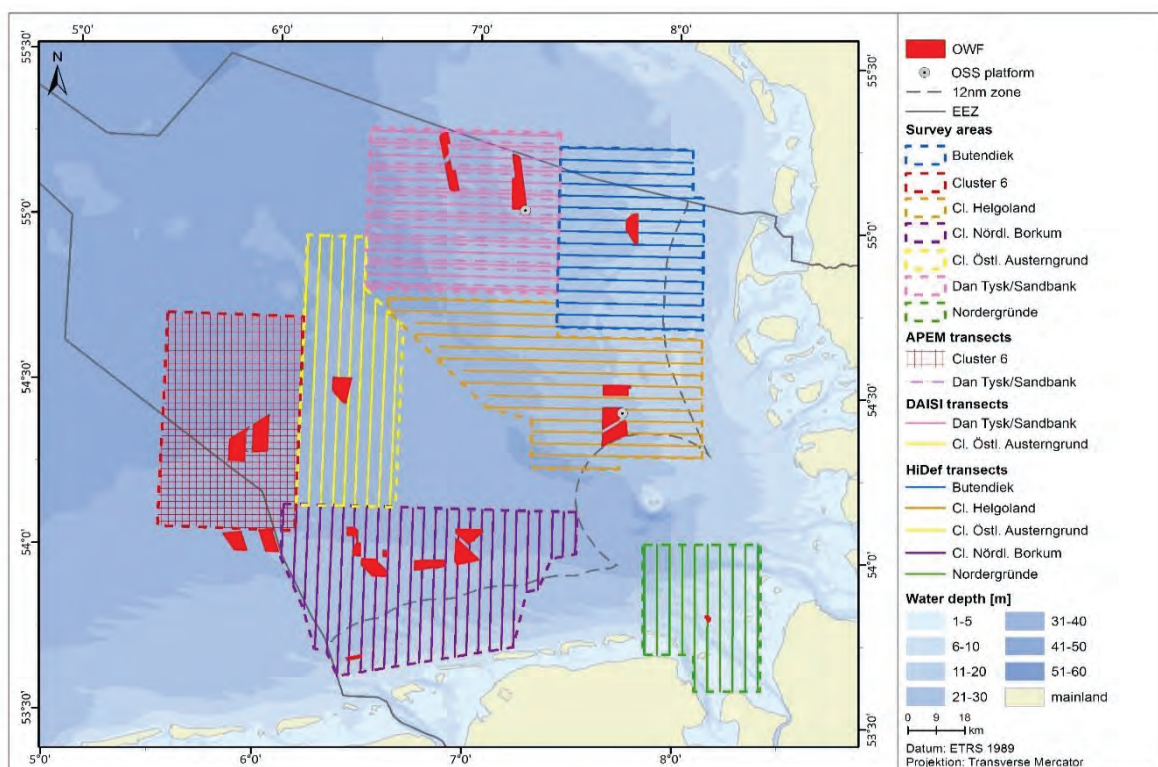 5°0'
6°0'
7°0'
8°0'
55°30'
55°30'
N
55°0'
55°0'
54°30'
54°30'
54°0'
54°0'
53°30'
53°30'
5°0'
6°0'
7°0'
8°0'
OWF
OSS platform
12nm zone
EEZ
Survey areas
Butendiek
Cluster 6
Cl. Helgoland
Cl. Nördl. Borkum
Cl. Östl. Austerngrund
Dan Tysk/Sandbank
Nordergründe
APEM transects
Cluster 6
Dan Tysk/Sandbank
DAISI transects
Dan Tysk/Sandbank
Cl. Östl. Austerngrund
HiDef transects
Butendiek
Cl. Helgoland
Cl. Östl. Austerngrund
Cl. Nördl. Borkum
Nordergründe
Water depth [m]
1-5 31-40
6-10 41-50
11-20 51-60
21-30 mainland
0 9 18
km
Datum: ETRS 1989
Projektion: Transverse Mercator